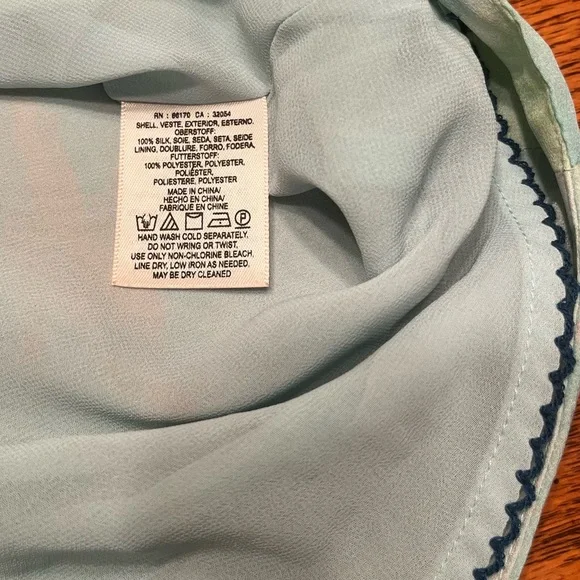 RN : 86170 CA : 32054
SHELL, VESTE, EXTERIOR, ESTERNO,
OBERSTOFF:
100% SILK, SOIE, SEDA, SETA, SEIDE
LINING, DOUBLURE, FORRO, FODERA,
FUTTERSTOFF:
100% POLYESTER, POLYESTER,
POLIÉSTER,
POLIESTERE, POLYESTER
MADE IN CHINA/
HECHO EN CHINA/
FABRIQUÉ EN CHINE
P
HAND WASH COLD SEPARATELY.
DO NOT WRING OR TWIST.
USE ONLY NON-CHLORINE BLEACH.
LINE DRY, LOW IRON AS NEEDED.
MAY BE DRY CLEANED